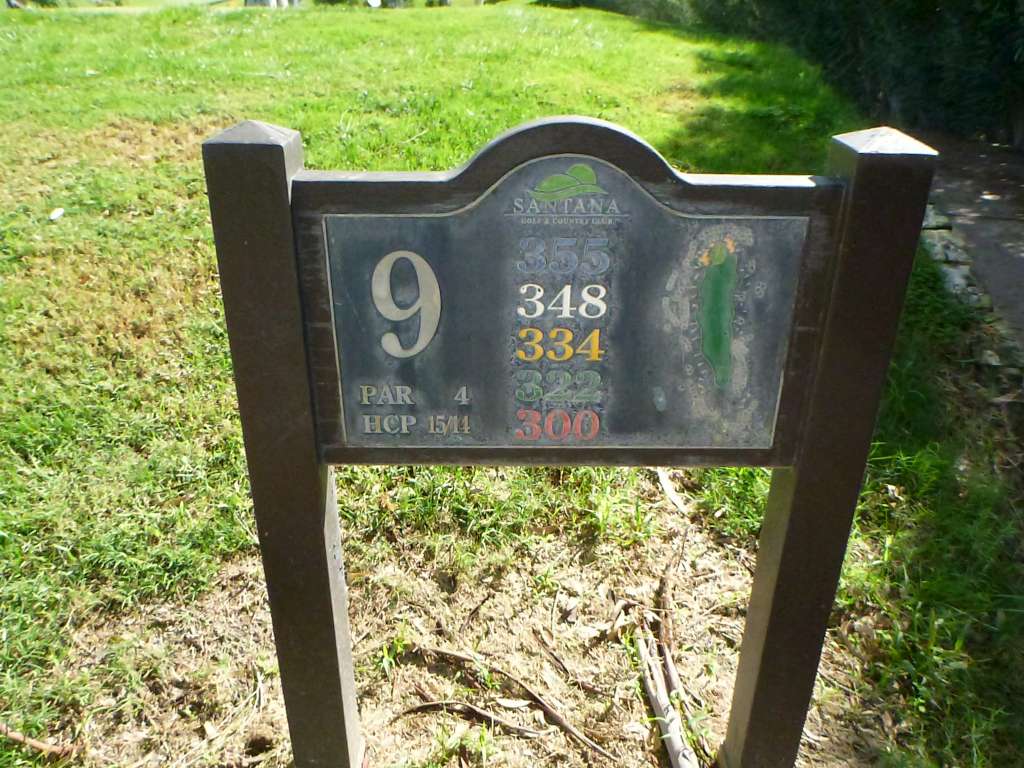 SANTANA
GOLF & COUNTRY CLUB
9
355
348
334
322
300
PAR 4
HCP 15/14